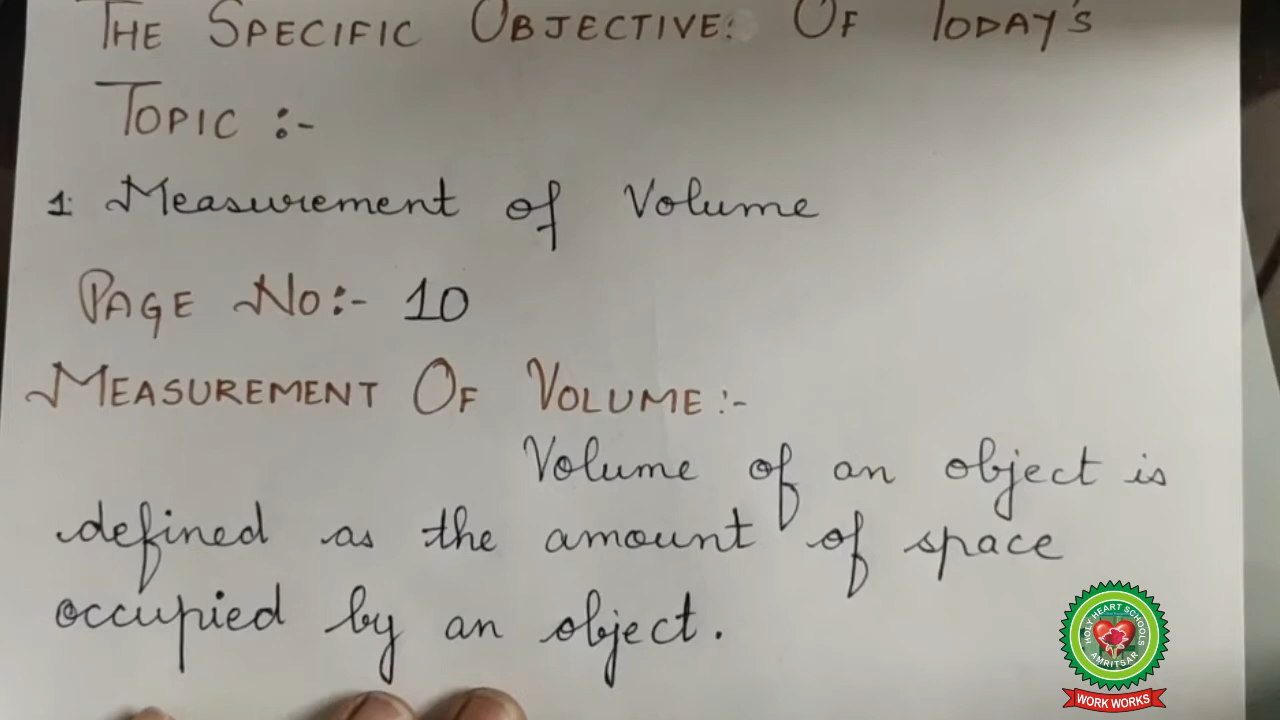 THE SPECIFIC OBJECTIVE: OF TODAY'S
TOPIC :-
1: Measurement of Volume
PAGE NO:- 10
MEASUREMENT OF VOLUME :-
Volume of an object is
defined as the amount of space
occupied by an object.
HOLY HEART SCHOOLS
AMRITSAR
WORK WORKS